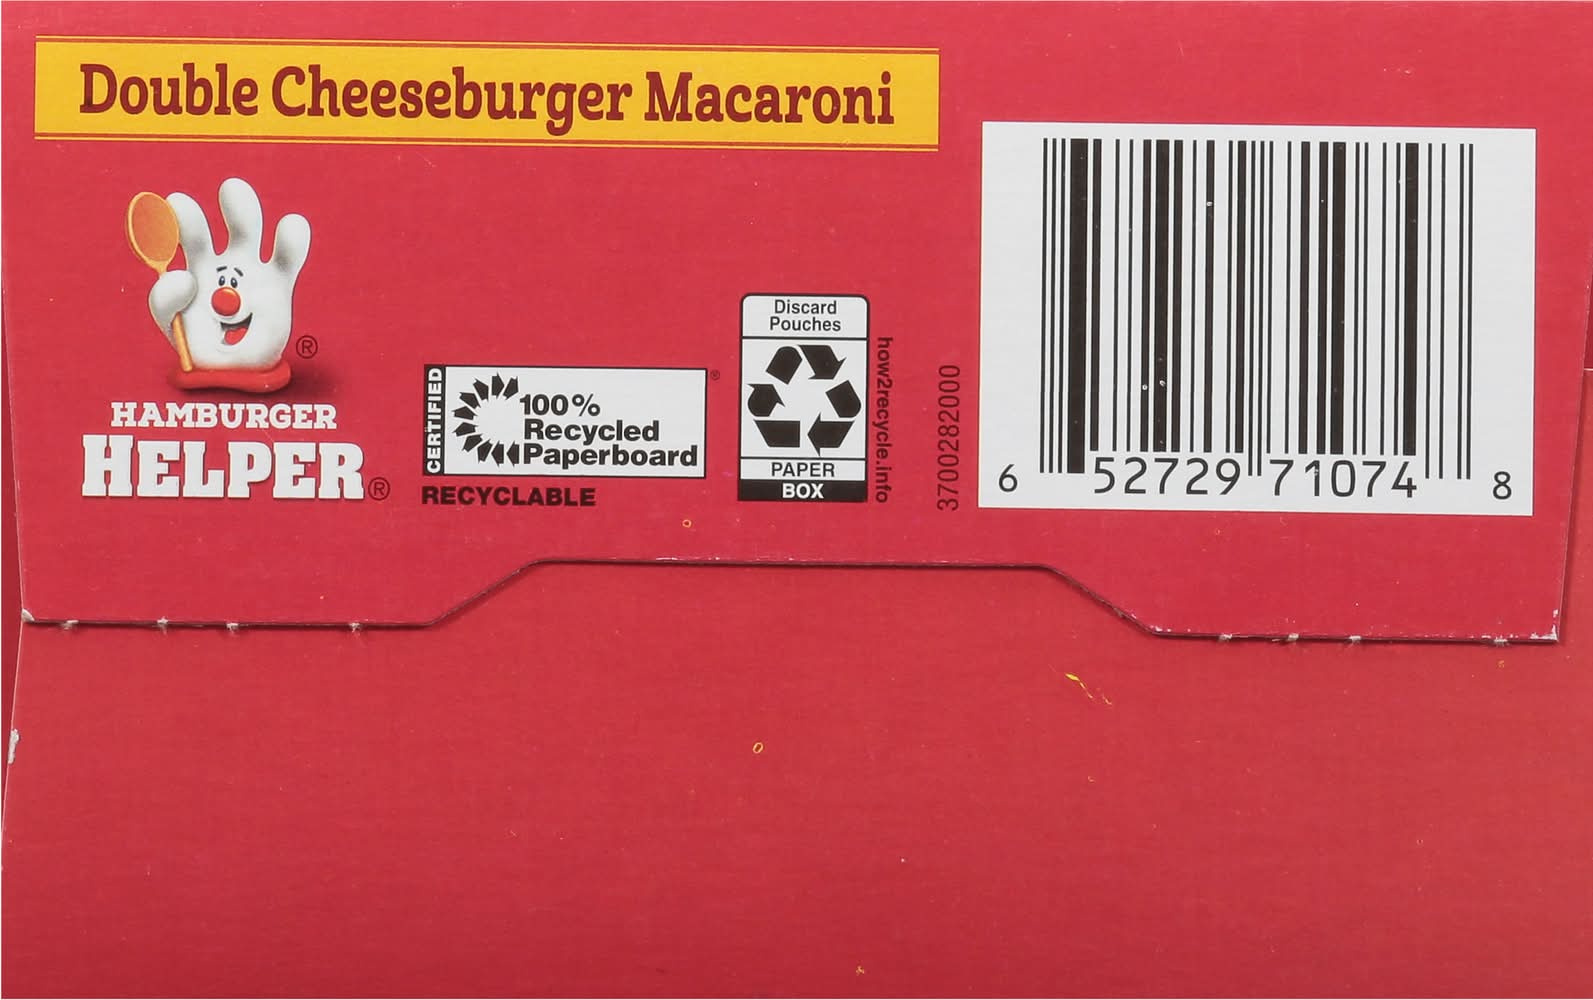 Double Cheeseburger Macaroni
®
HAMBURGER
HELPER®
CERTIFIED
100%
Recycled
Paperboard
®
RECYCLABLE
Discard
Pouches
PAPER
BOX
how2recycle.info
3700282000
6 52729 71074 8